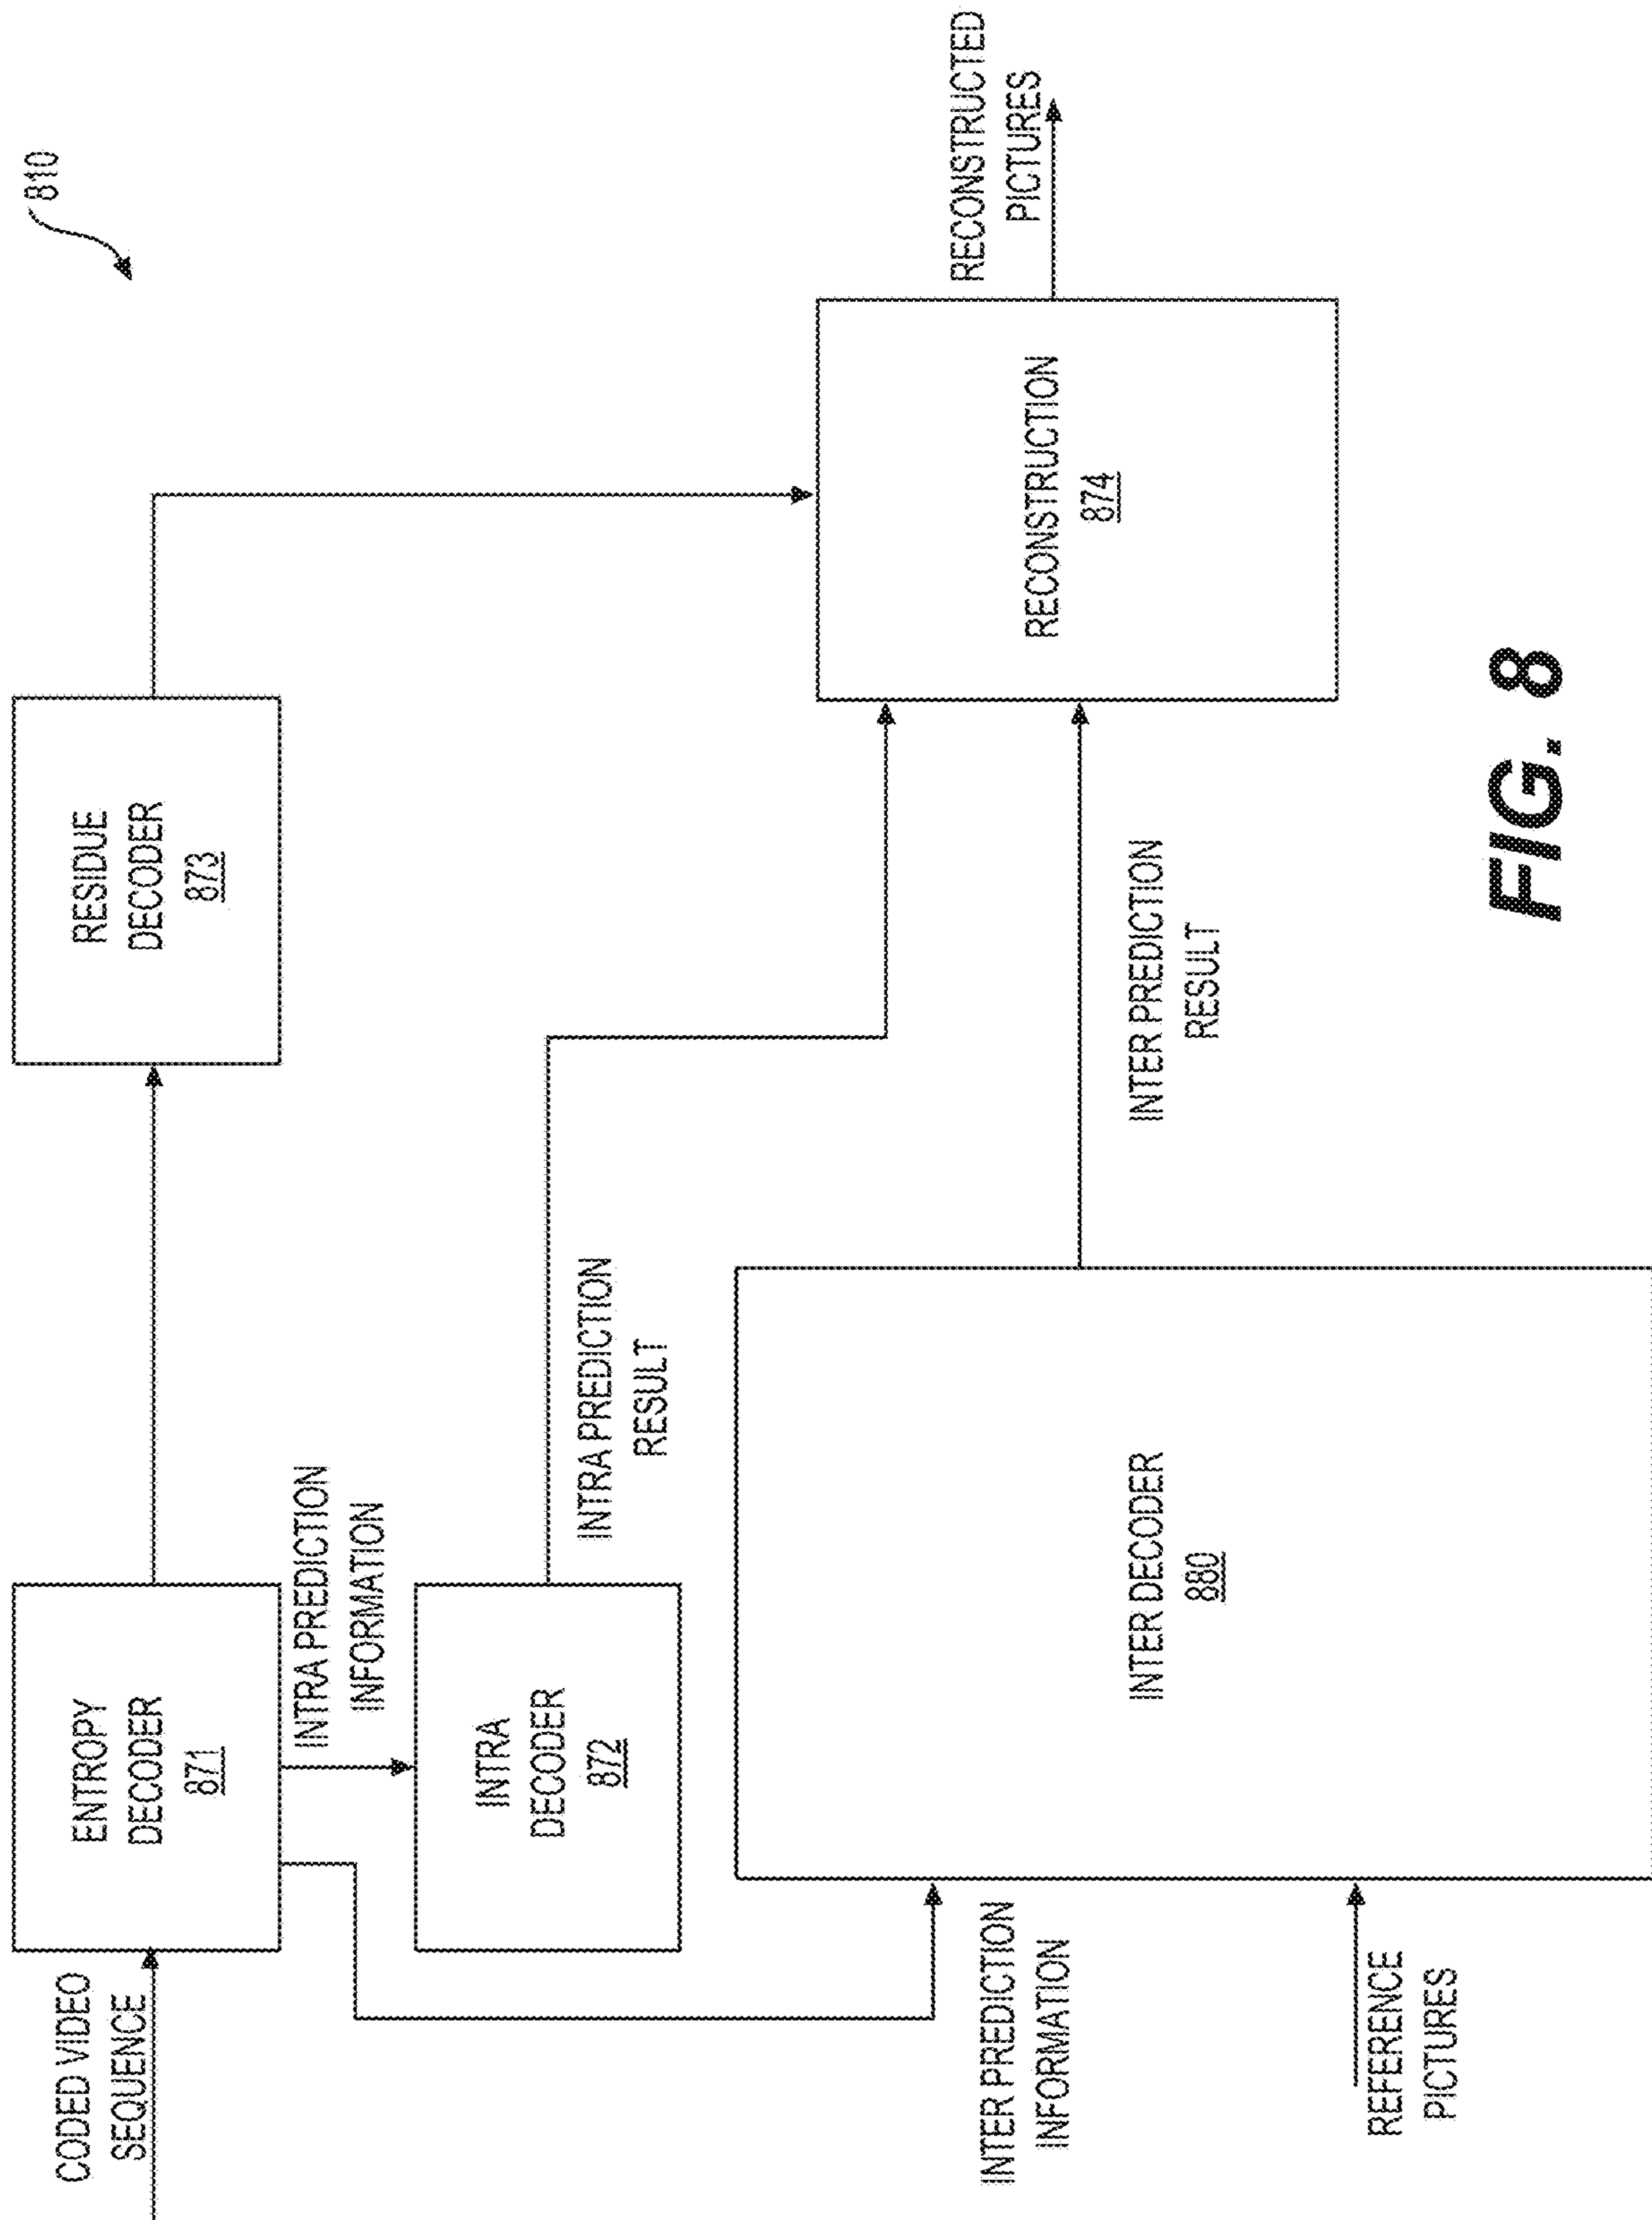 810
CODED VIDEO
SEQUENCE
ENTROPY
DECODER
871
RESIDUE
DECODER
873
INTRA PREDICTION
INFORMATION
INTRA
DECODER
872
INTRA PREDICTION
RESULT
RECONSTRUCTED
PICTURES
RECONSTRUCTION
874
INTER PREDICTION
INFORMATION
INTER DECODER
880
INTER PREDICTION
RESULT
REFERENCE
PICTURES
FIG. 8